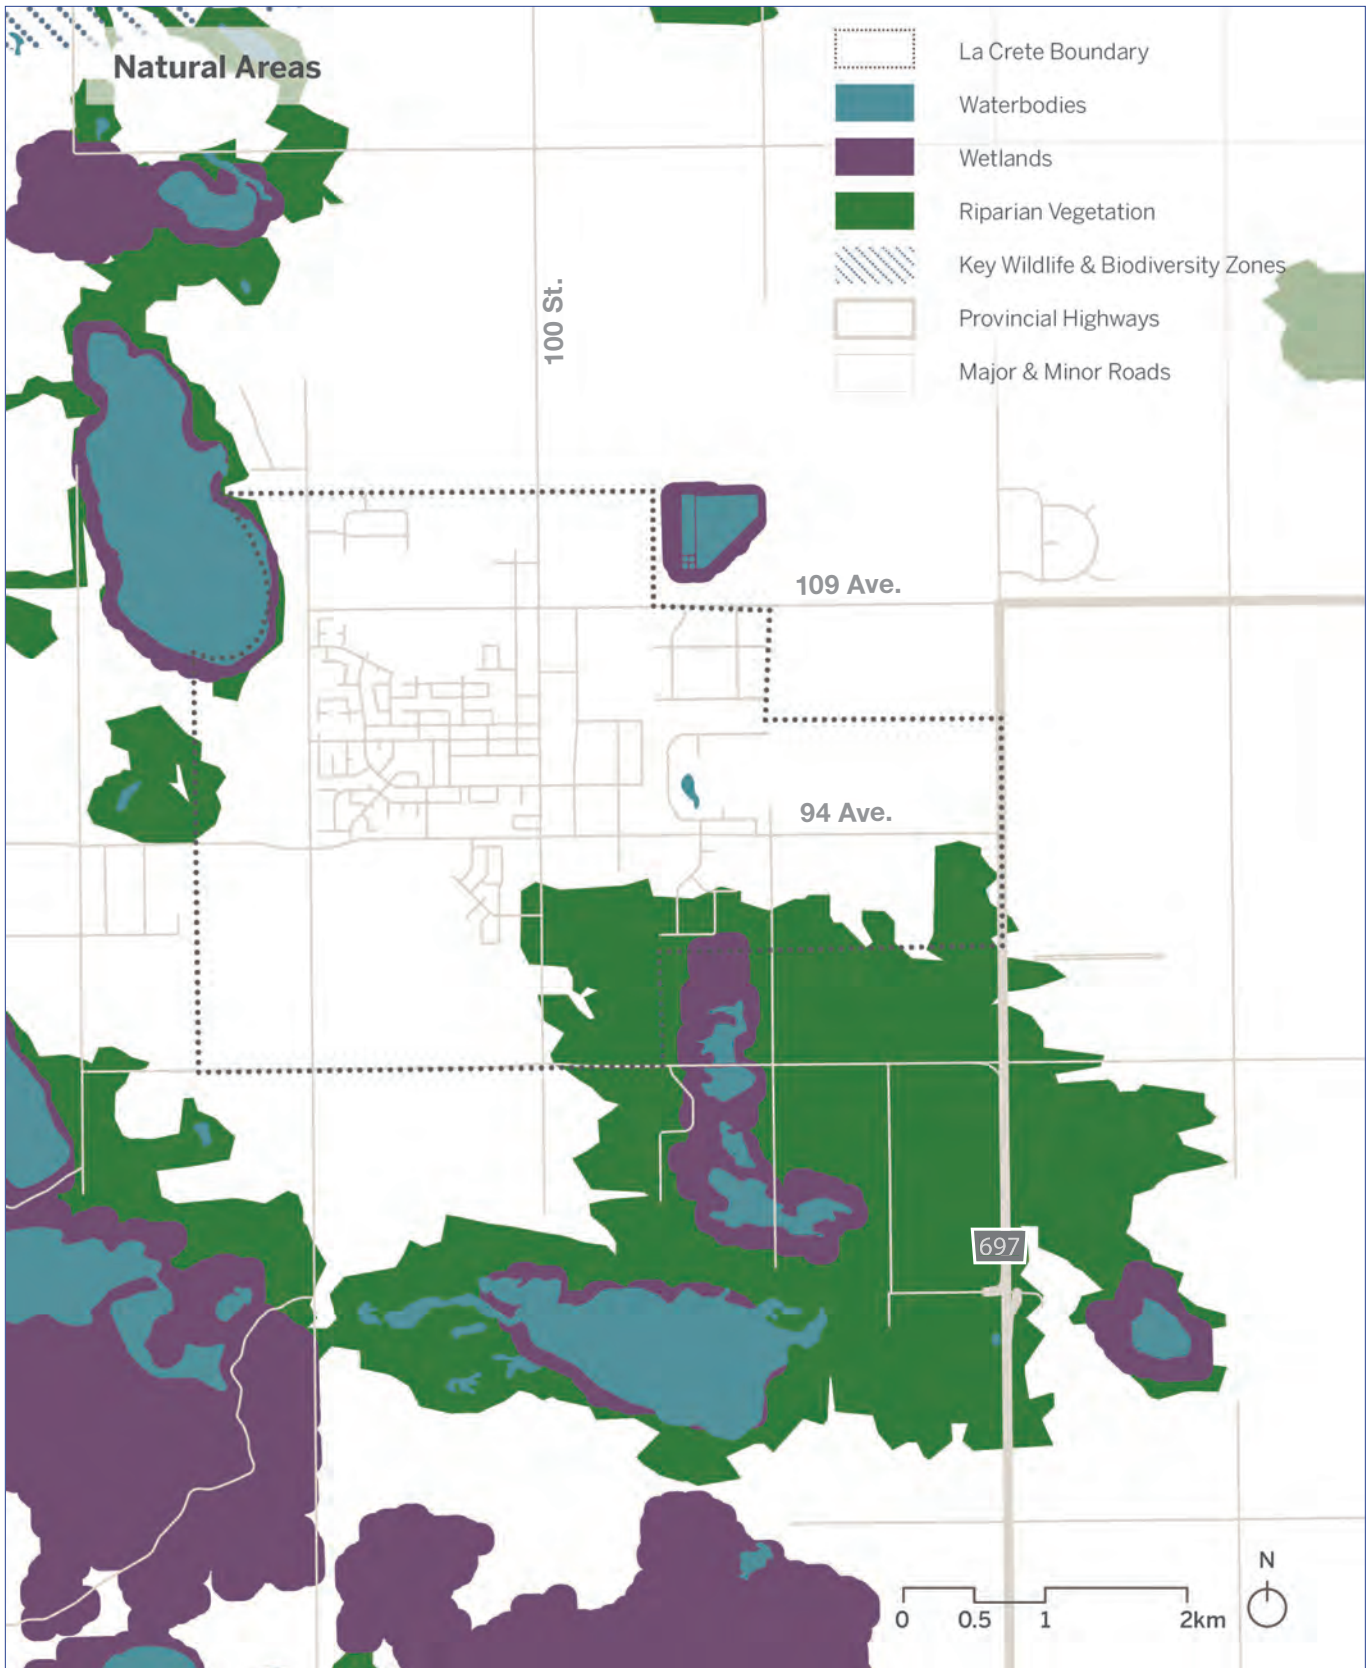 Natural Areas
La Crete Boundary
Waterbodies
Wetlands
Riparian Vegetation
Key Wildlife & Biodiversity Zones
Provincial Highways
Major & Minor Roads
100 St.
109 Ave.
94 Ave.
697
N
0 0.5 1 2km